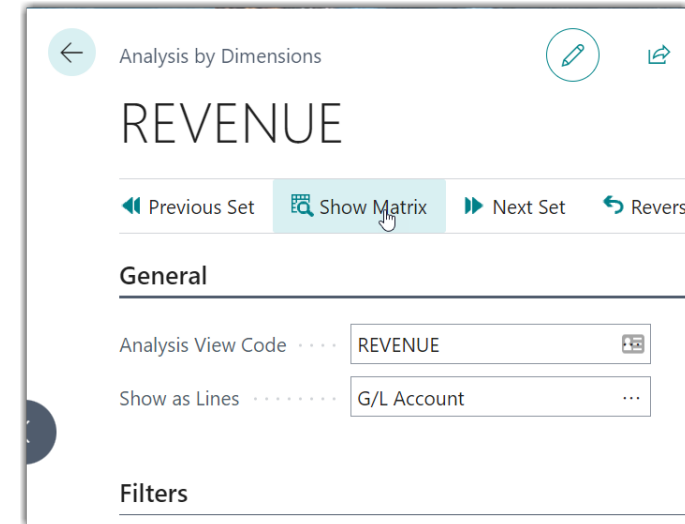 Analysis by Dimensions
REVENUE
Previous Set Show Matrix Next Set Revers
General
Analysis View Code REVENUE
Show as Lines G/L Account
Filters